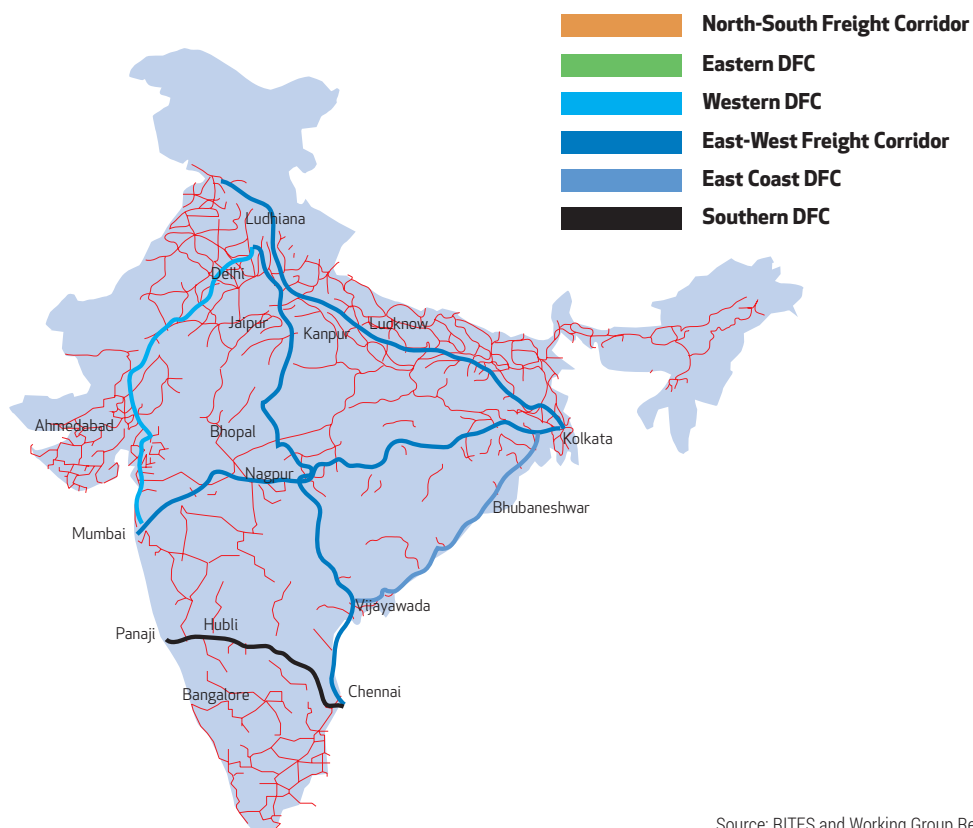 North-South Freight Corridor
Eastern DFC
Western DFC
East-West Freight Corridor
East Coast DFC
Southern DFC
Ludhiana
Delhi
Jaipur
Kanpur
Lucknow
Ahmedabad
Bhopal
Kolkata
Nagpur
Bhubaneshwar
Mumbai
Vijayawada
Panaji
Hubli
Bangalore
Chennai
Source: RITES and Working Group Re